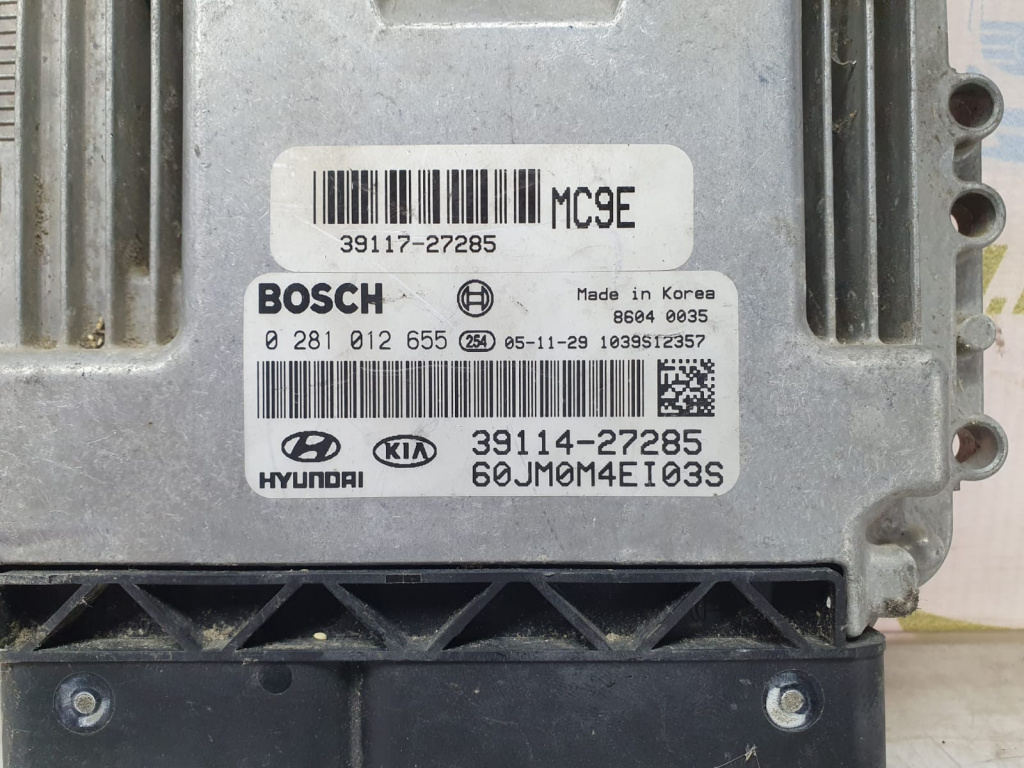 MC9E
39117-27285
BOSCH
Made in Korea
8604 0035
0 281 012 655 254 05-11-29 1039S12357
HYUNDAI KIA 39114-27285
60JM0M4EI03S